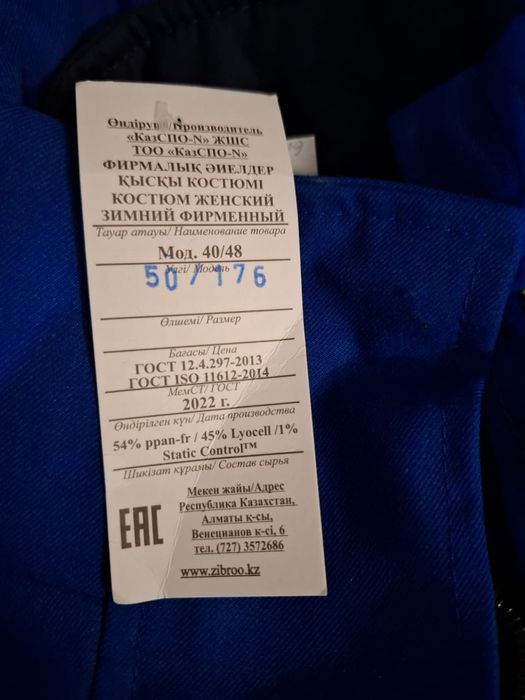 Өндіруші/Производитель
«КазСПО-N» ЖШС
ТОО «КазСПО-N»
ФИРМАЛЫҚ ӘЙЕЛДЕР
ҚЫСҚЫ КОСТЮМІ
КОСТЮМ ЖЕНСКИЙ
ЗИМНИЙ ФИРМЕННЫЙ
Тауар атауы/ Наименование товара
Мод. 40/48
Үлгі/ Модель
50/176
Өлшемі/ Размер
Бағасы/ Цена
ГОСТ 12.4.297-2013
ГОСТ ISO 11612-2014
МемСТ/ ГОСТ
2022 г.
Өндірілген күн/ Дата производства
54% ppan-fr / 45% Lyocell /1%
Static Control™
Шикізат құрамы/ Состав сырья
Мекен жайы/Адрес
Республика Казахстан,
Алматы қ-сы,
Венецианов к-сі, 6
тел. (727) 3572686
www.zibroo.kz
EAC